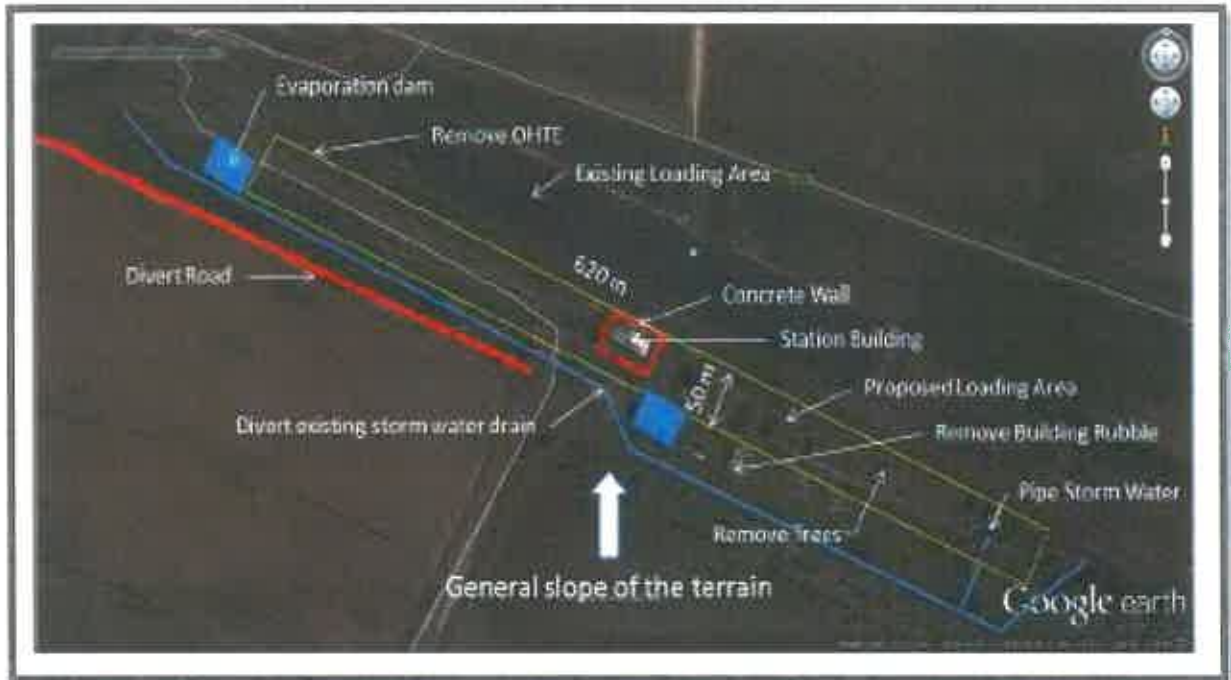 Evaporation dam
Remove OHTE
Existing Loading Area
Divert Road
620 m
Concrete Wall
Station Building
50 m
Proposed Loading Area
Divert existing storm water drain
Remove Building Rubble
Pipe Storm Water
Remove Trees
General slope of the terrain
Google earth